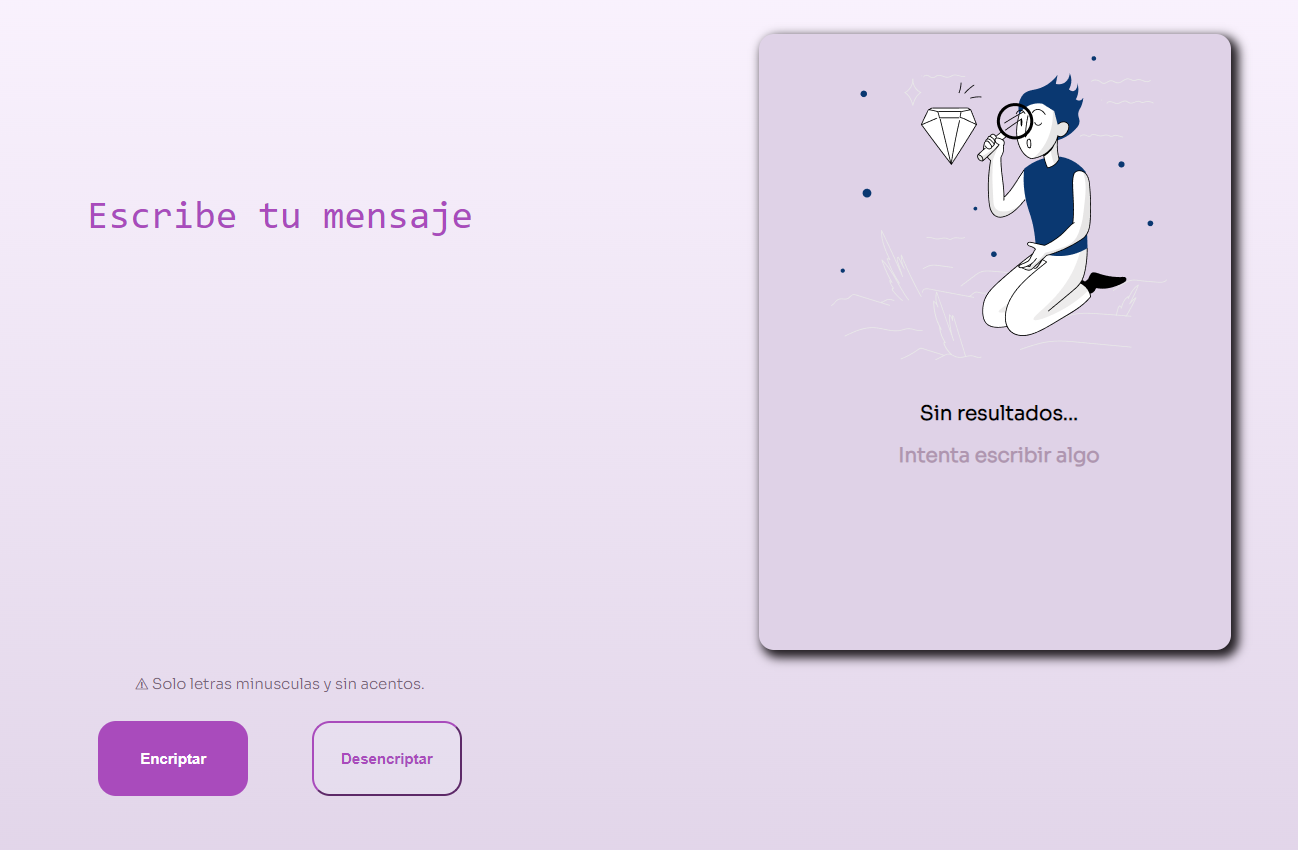 Escribe tu mensaje
Sin resultados...
Intenta escribir algo
⚠ Solo letras minusculas y sin acentos.
Encriptar
Desencriptar